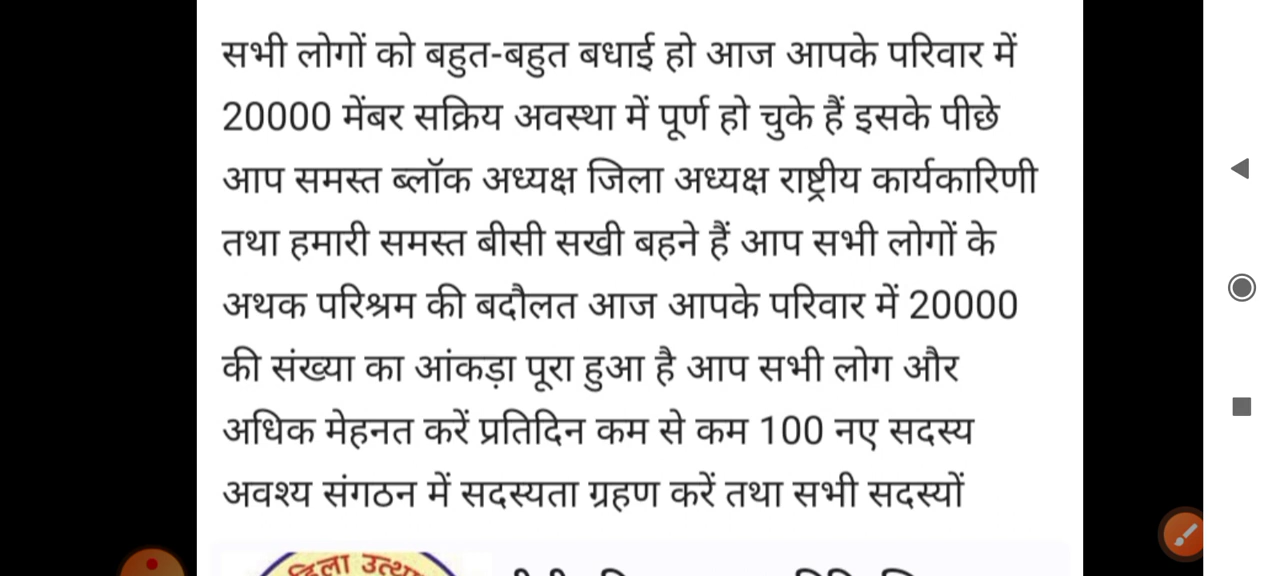 सभी लोगों को बहुत-बहुत बधाई हो आज आपके परिवार में
20000 मेंबर सक्रिय अवस्था में पूर्ण हो चुके हैं इसके पीछे
आप समस्त ब्लॉक अध्यक्ष जिला अध्यक्ष राष्ट्रीय कार्यकारिणी
तथा हमारी समस्त बीसी सखी बहने हैं आप सभी लोगों के
अथक परिश्रम की बदौलत आज आपके परिवार में 20000
की संख्या का आंकड़ा पूरा हुआ है आप सभी लोग और
अधिक मेहनत करें प्रतिदिन कम से कम 100 नए सदस्य
अवश्य संगठन में सदस्यता ग्रहण करें तथा सभी सदस्यों